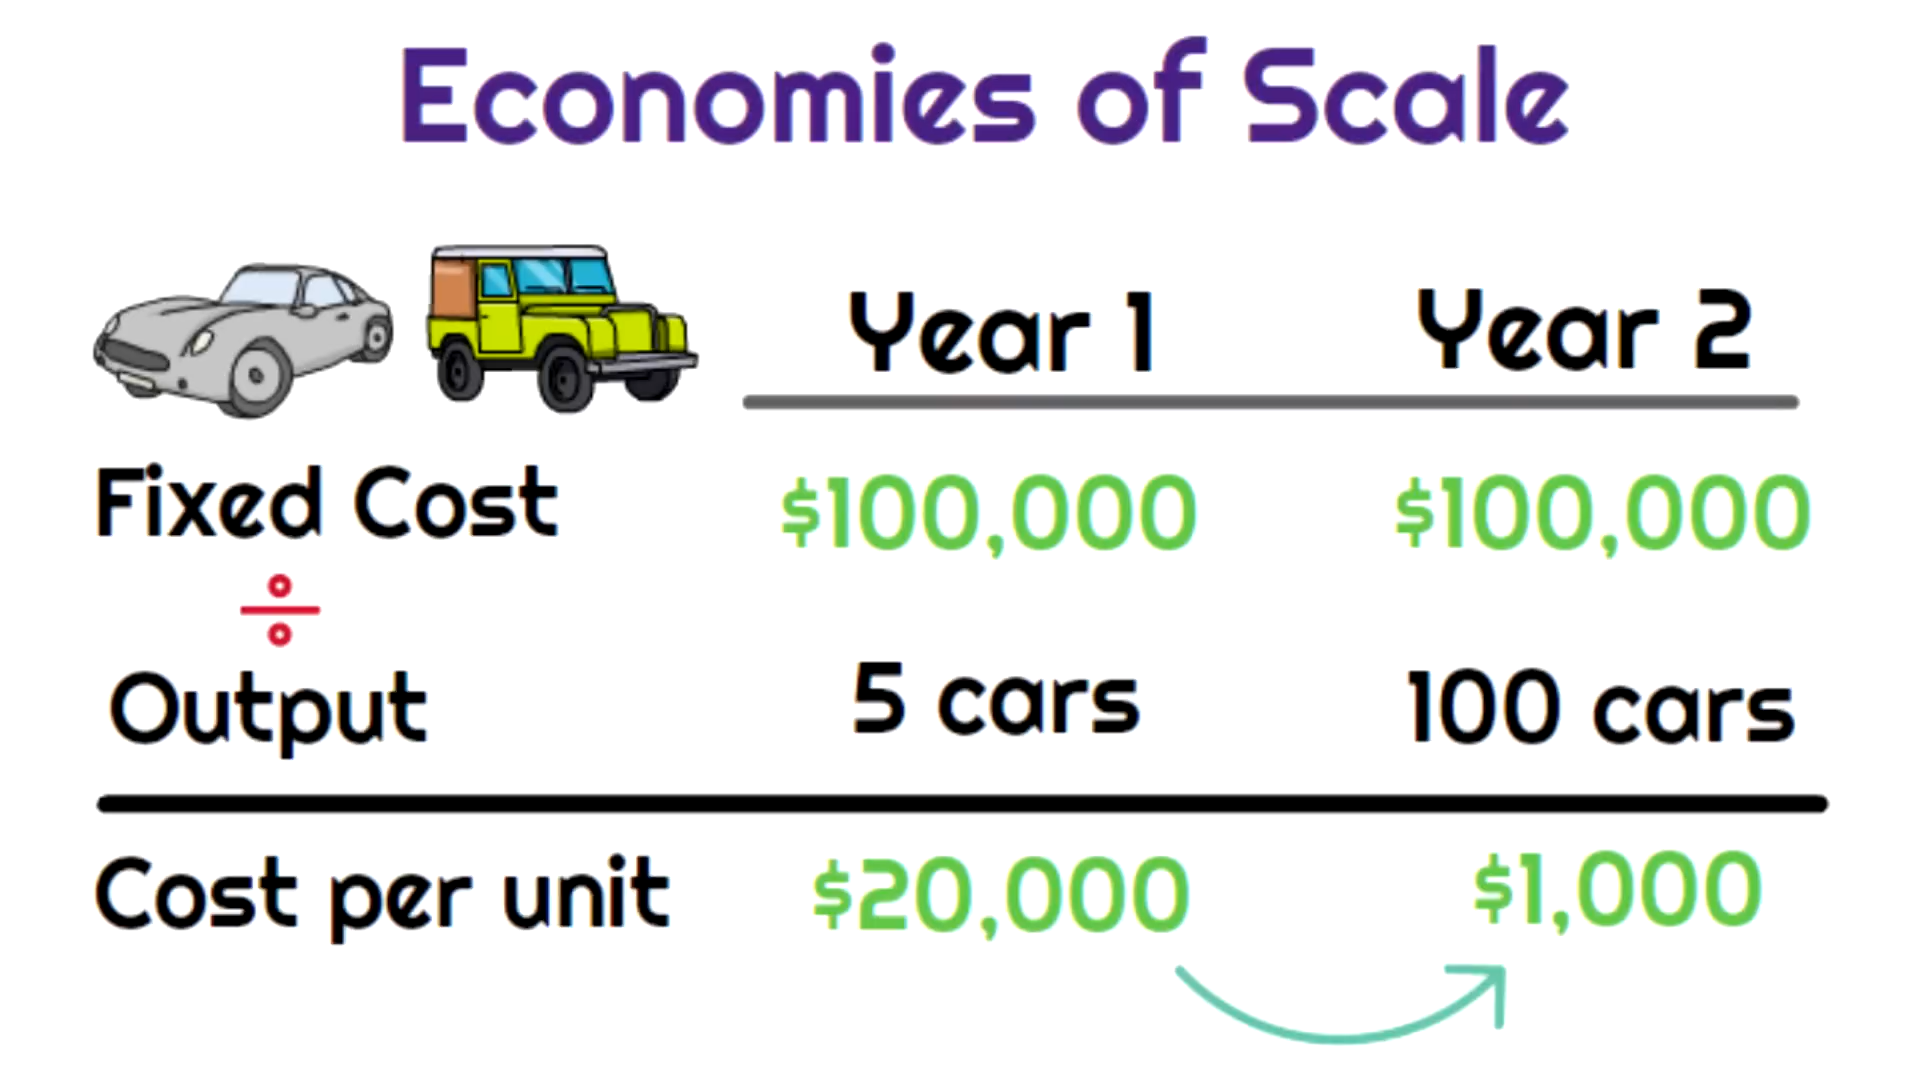 Economies of Scale
Year 1 Year 2
Fixed Cost $100,000 $100,000
÷
Output 5 cars 100 cars
Cost per unit $20,000 $1,000